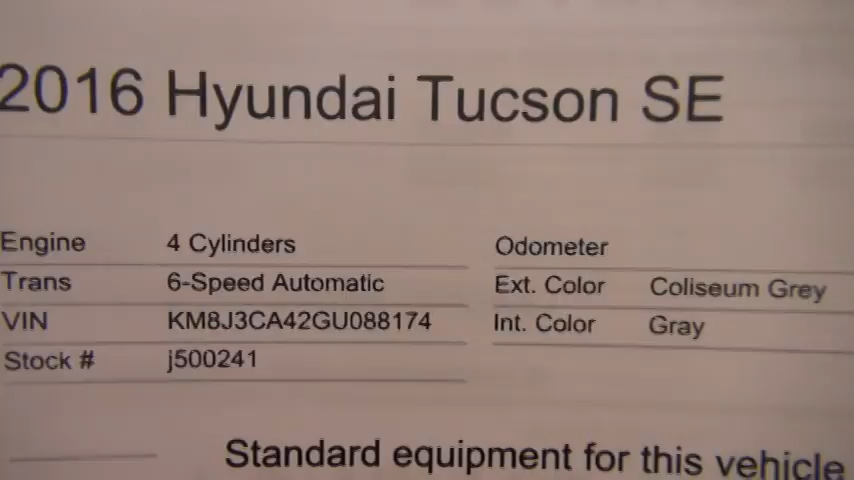 2016 Hyundai Tucson SE
Engine 4 Cylinders Odometer
Trans 6-Speed Automatic Ext. Color Coliseum Grey
VIN KM8J3CA42GU088174 Int. Color Gray
Stock # j500241
Standard equipment for this vehicle